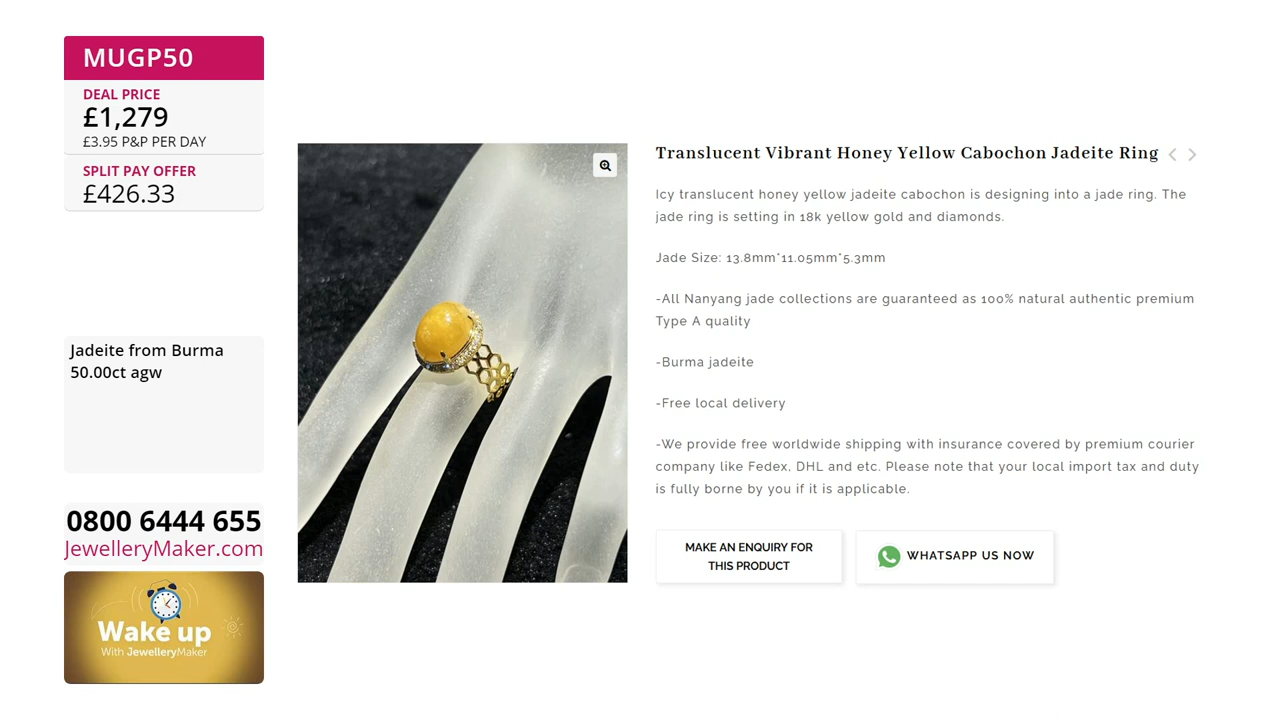 MUGP50
DEAL PRICE
£1,279
£3.95 P&P PER DAY
SPLIT PAY OFFER
£426.33
Jadeite from Burma
50.00ct agw
0800 6444 655
JewelleryMaker.com
Wake up
With JewelleryMaker
Translucent Vibrant Honey Yellow Cabochon Jadeite Ring
Icy translucent honey yellow jadeite cabochon is designing into a jade ring. The
jade ring is setting in 18k yellow gold and diamonds.
Jade Size: 13.8mm*11.05mm*5.3mm
-All Nanyang jade collections are guaranteed as 100% natural authentic premium
Type A quality
-Burma jadeite
-Free local delivery
-We provide free worldwide shipping with insurance covered by premium courier
company like Fedex, DHL and etc. Please note that your local import tax and duty
is fully borne by you if it is applicable.
MAKE AN ENQUIRY FOR
THIS PRODUCT
WHATSAPP US NOW